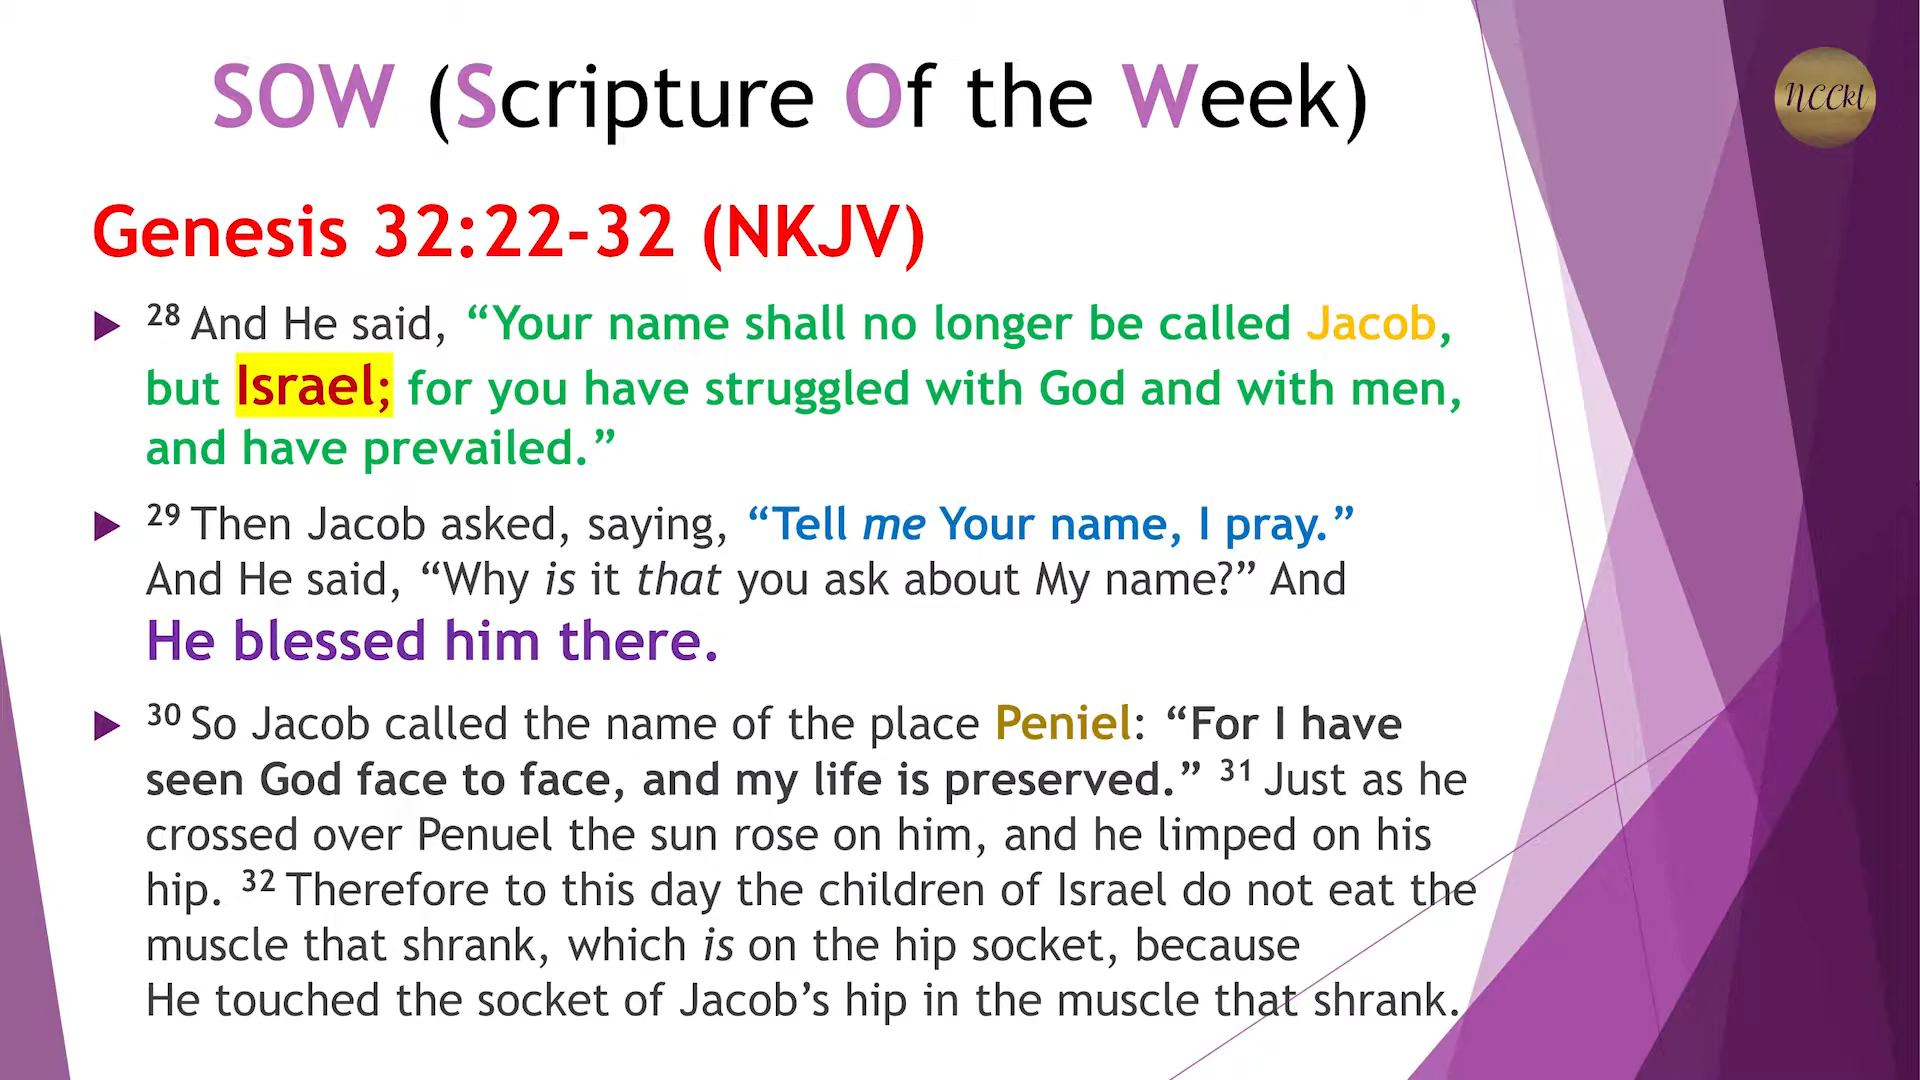 SOW (Scripture Of the Week)
NCCkl
Genesis 32:22-32 (NKJV)
28 And He said, “Your name shall no longer be called Jacob,
but Israel; for you have struggled with God and with men,
and have prevailed.”
29 Then Jacob asked, saying, “Tell me Your name, I pray.”
And He said, “Why is it that you ask about My name?” And
He blessed him there.
30 So Jacob called the name of the place Peniel: “For I have
seen God face to face, and my life is preserved.” 31 Just as he
crossed over Penuel the sun rose on him, and he limped on his
hip. 32 Therefore to this day the children of Israel do not eat the
muscle that shrank, which is on the hip socket, because
He touched the socket of Jacob’s hip in the muscle that shrank.